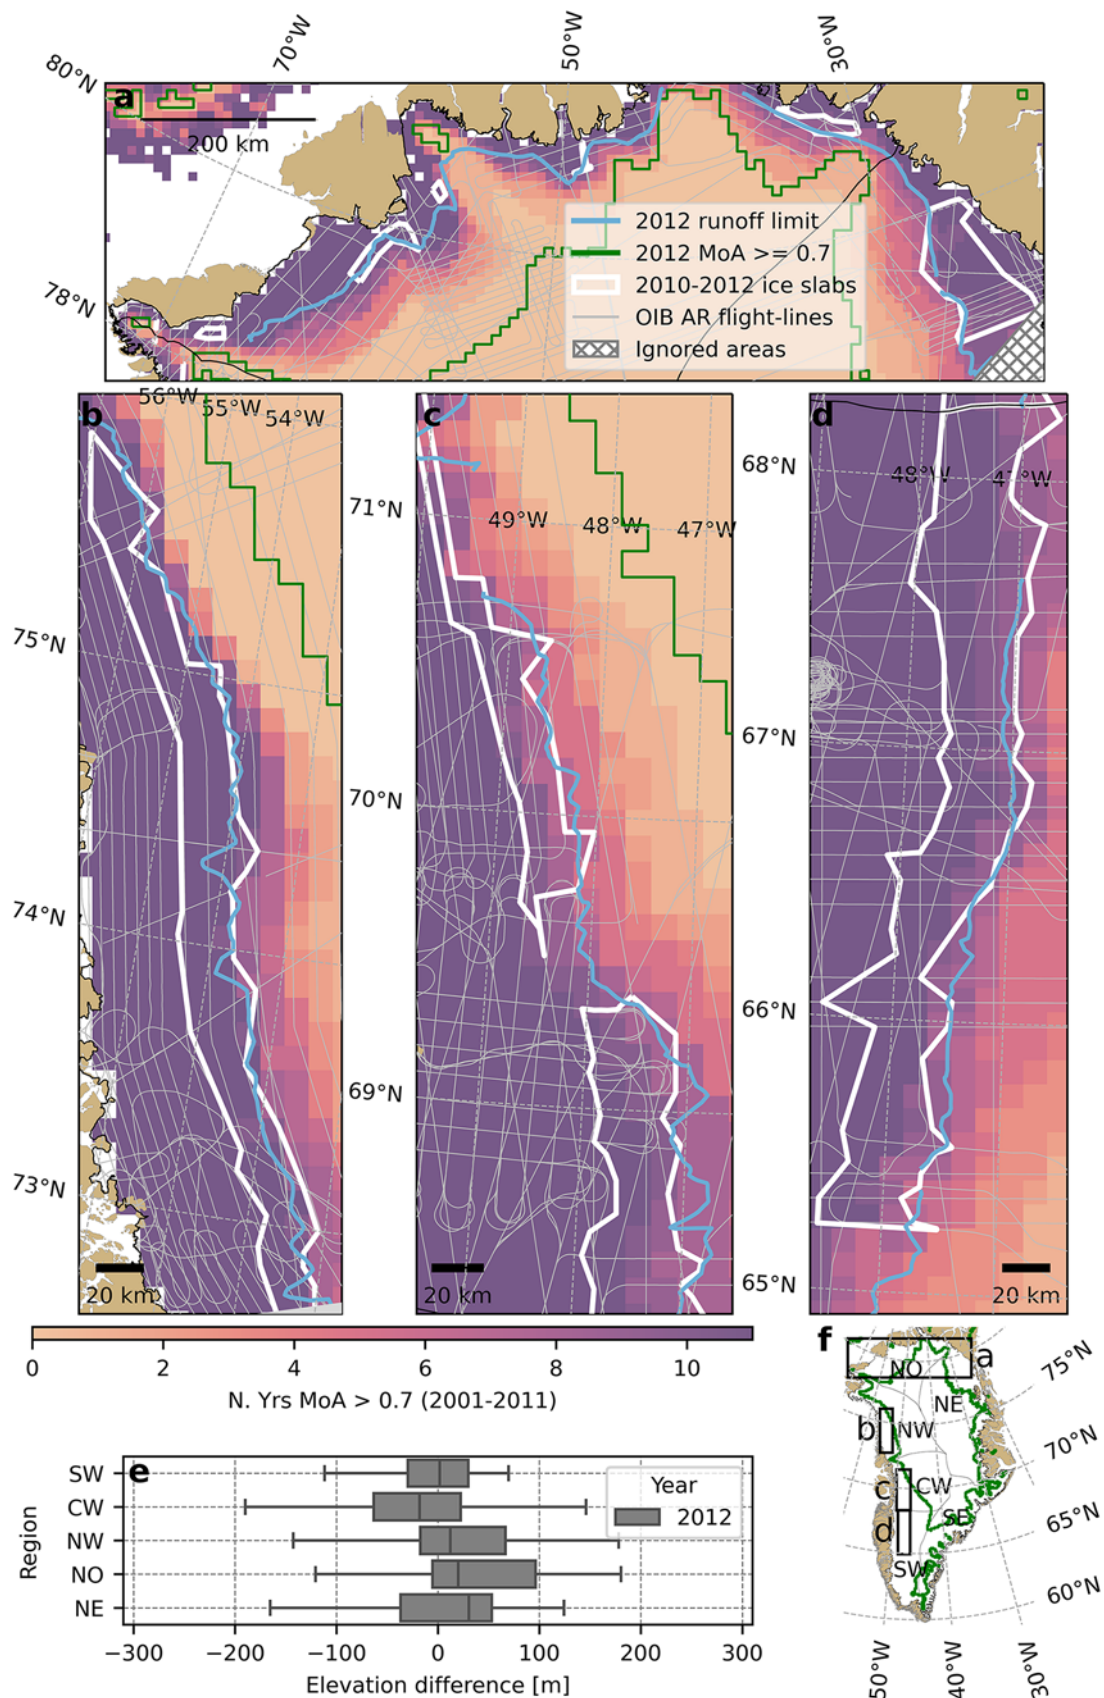 70°W
50°W
30°W
80°N
a
200 km
2012 runoff limit
2012 MoA >= 0.7
2010-2012 ice slabs
OIB AR flight-lines
Ignored areas
78°N
b
56°W
55°W
54°W
75°N
74°N
73°N
20 km
c
71°N
49°W
48°W
47°W
70°N
69°N
20 km
d
68°N
48°W
47°W
67°N
66°N
65°N
20 km
0 2 4 6 8 10
N. Yrs MoA > 0.7 (2001-2011)
e
SW
CW
NW
NO
NE
Region
Year
2012
−300 −200 −100 0 100 200 300
Elevation difference [m]
f
a
NO
NE
b
NW
c
CW
d
SE
SW
75°N
70°N
65°N
60°N
50°W
40°W
30°W